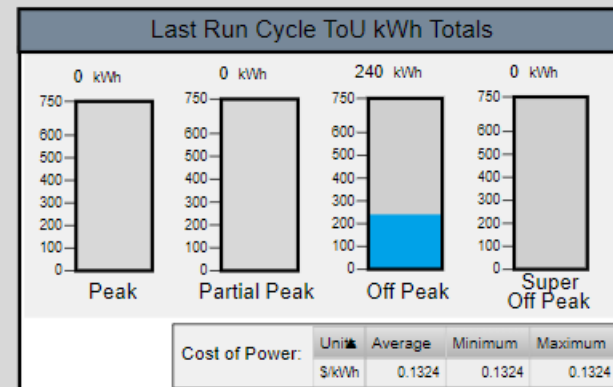 Last Run Cycle ToU kWh Totals
0 kWh
0 kWh
240 kWh
0 kWh
750
600
500
400
300
200
100
0
750
600
500
400
300
200
100
0
750
600
500
400
300
200
100
0
750
600
500
400
300
200
100
0
Peak
Partial Peak
Off Peak
Super
Off Peak
Cost of Power:
Units Average Minimum Maximum
$/kWh 0.1324 0.1324 0.1324